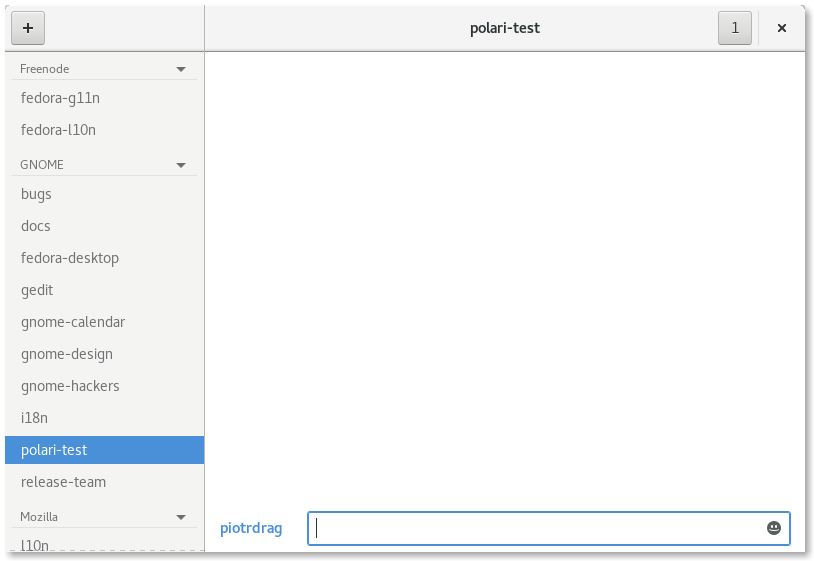 +
polari-test
1
×
Freenode
fedora-g11n
fedora-l10n
GNOME
bugs
docs
fedora-desktop
gedit
gnome-calendar
gnome-design
gnome-hackers
i18n
polari-test
release-team
Mozilla
l10n
piotrdrag